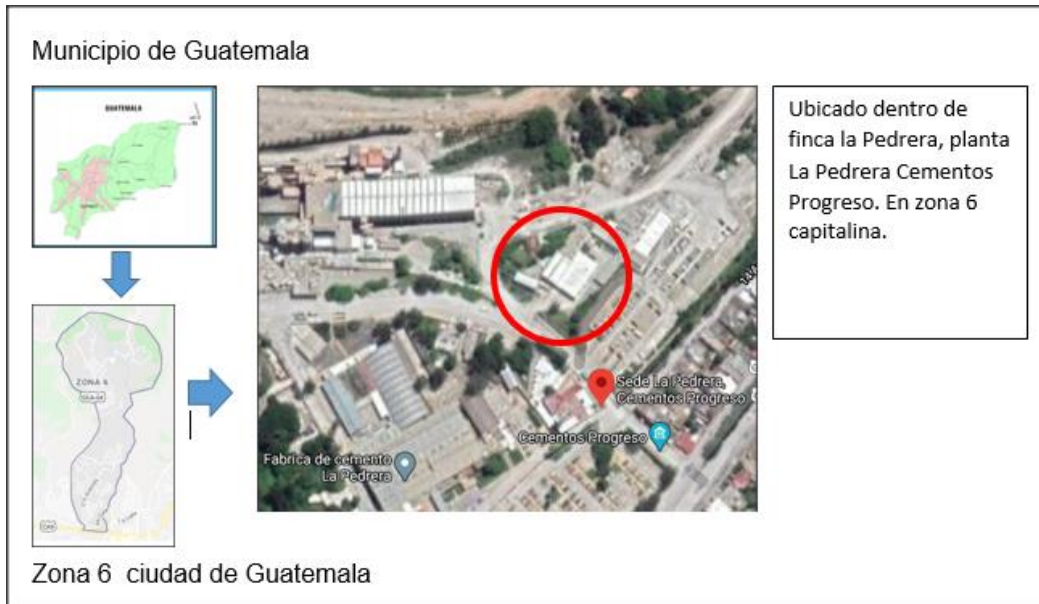 Municipio de Guatemala
GUATEMALA
Ubicado dentro de
finca la Pedrera, planta
La Pedrera Cementos
Progreso. En zona 6
capitalina.
ZONA 6
Sede La Pedrera,
Cementos Progreso
Cementos Progreso
Fabrica de cemento
La Pedrera
CA9
Zona 6 ciudad de Guatemala